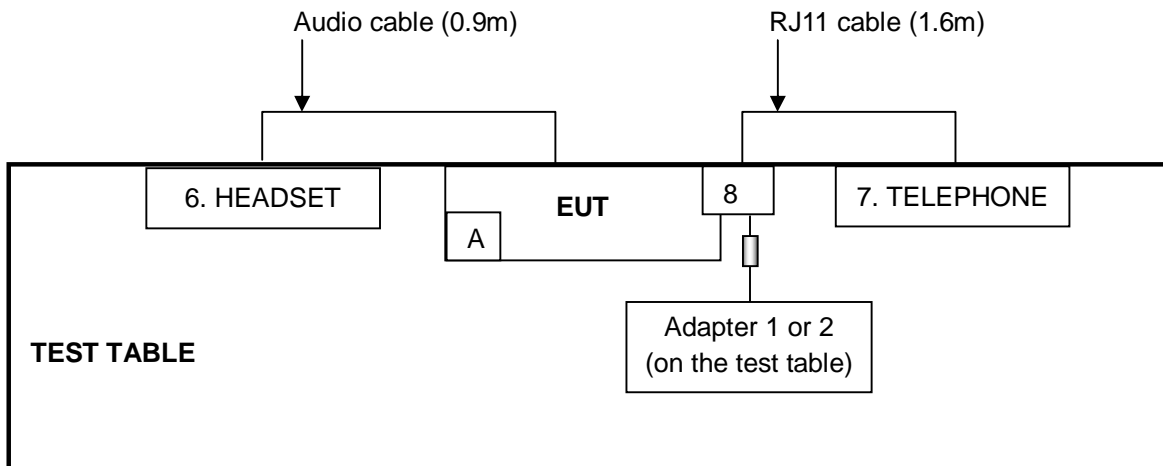 Audio cable (0.9m)
RJ11 cable (1.6m)
6. HEADSET
EUT
8
7. TELEPHONE
A
Adapter 1 or 2
(on the test table)
TEST TABLE